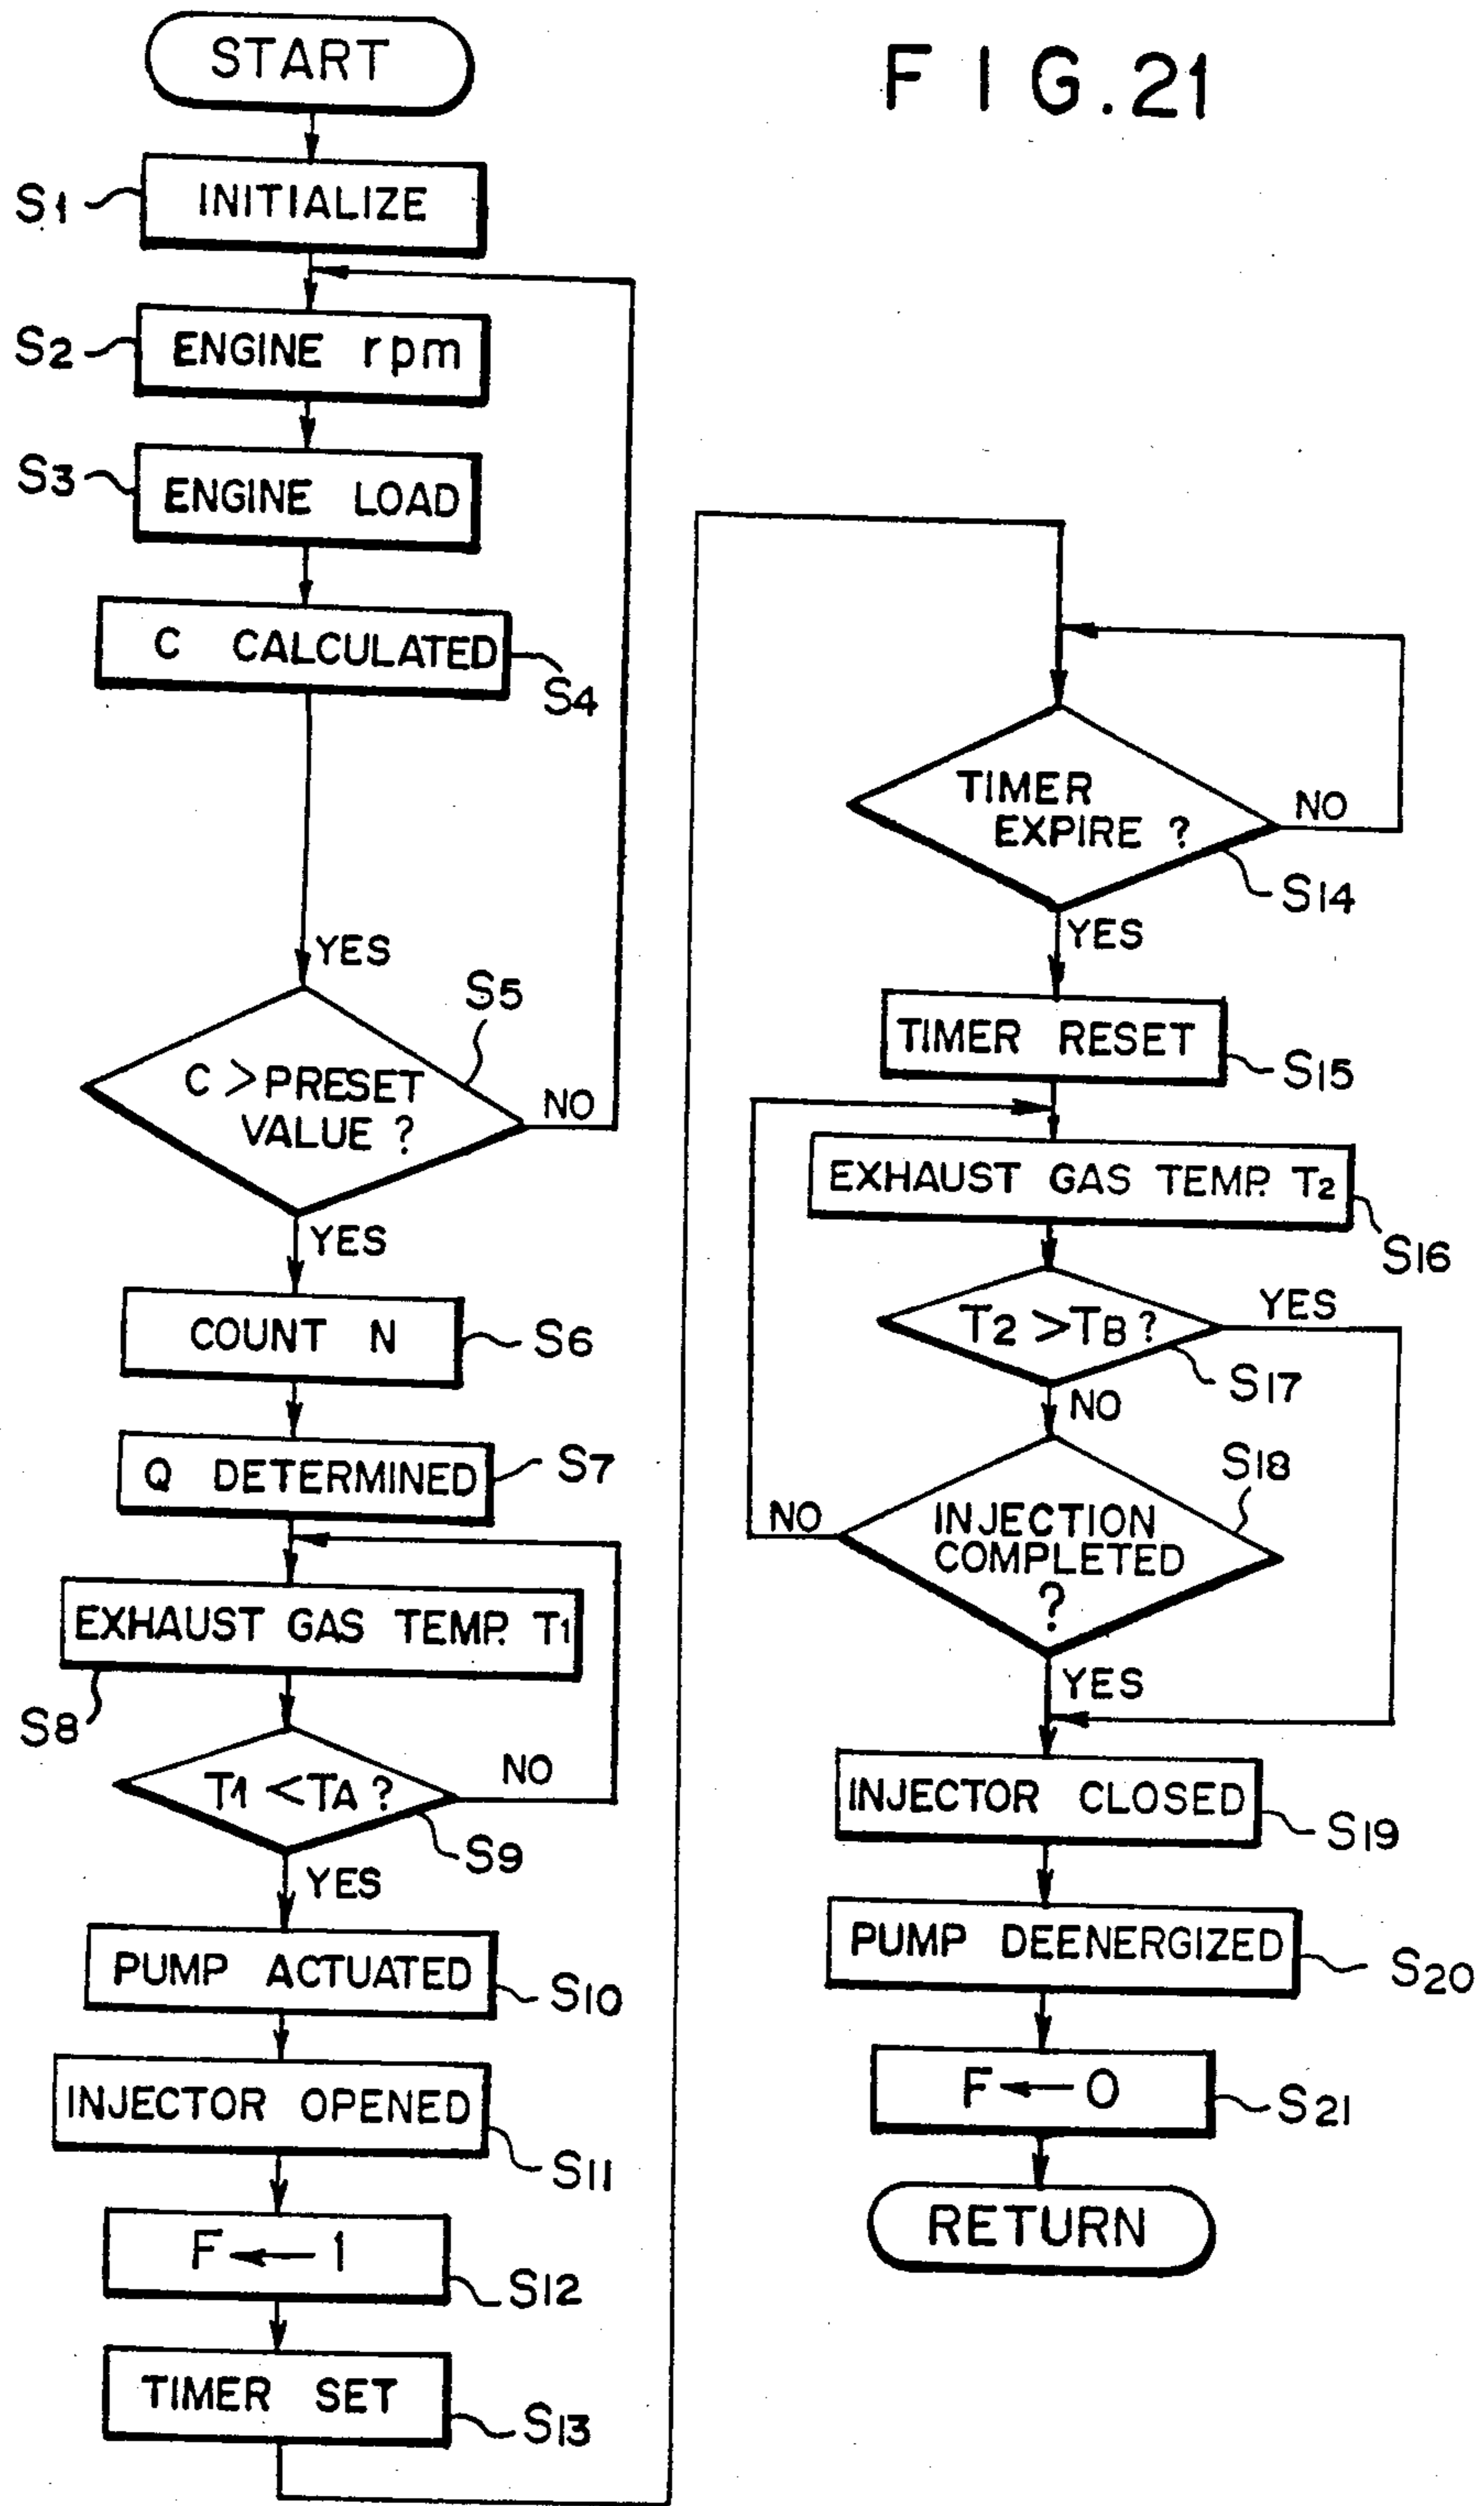 FIG.21
START
S1
INITIALIZE
S2
ENGINE rpm
S3
ENGINE LOAD
C CALCULATED
S4
YES
S5
C > PRESET
VALUE ?
NO
YES
COUNT N
S6
Q DETERMINED
S7
EXHAUST GAS TEMP. T1
S8
T1 < TA ?
NO
S9
YES
PUMP ACTUATED
S10
INJECTOR OPENED
S11
F ← 1
S12
TIMER SET
S13
TIMER
EXPIRE ?
NO
S14
YES
TIMER RESET
S15
EXHAUST GAS TEMP. T2
S16
T2 > TB ?
YES
S17
NO
S18
INJECTION
COMPLETED
?
NO
YES
INJECTOR CLOSED
S19
PUMP DEENERGIZED
S20
F ← 0
S21
RETURN